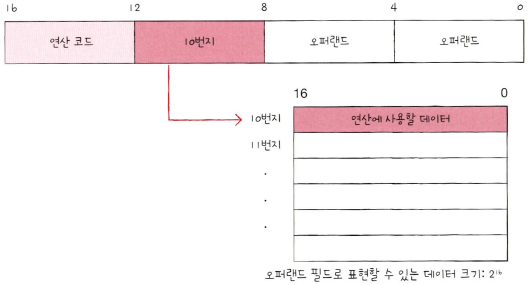 16 12 8 4 0
연산 코드 10번지 오퍼랜드 오퍼랜드
16 0
10번지 연산에 사용할 데이터
11번지
.
.
.
오퍼랜드 필드로 표현할 수 있는 데이터 크기: 2¹⁶